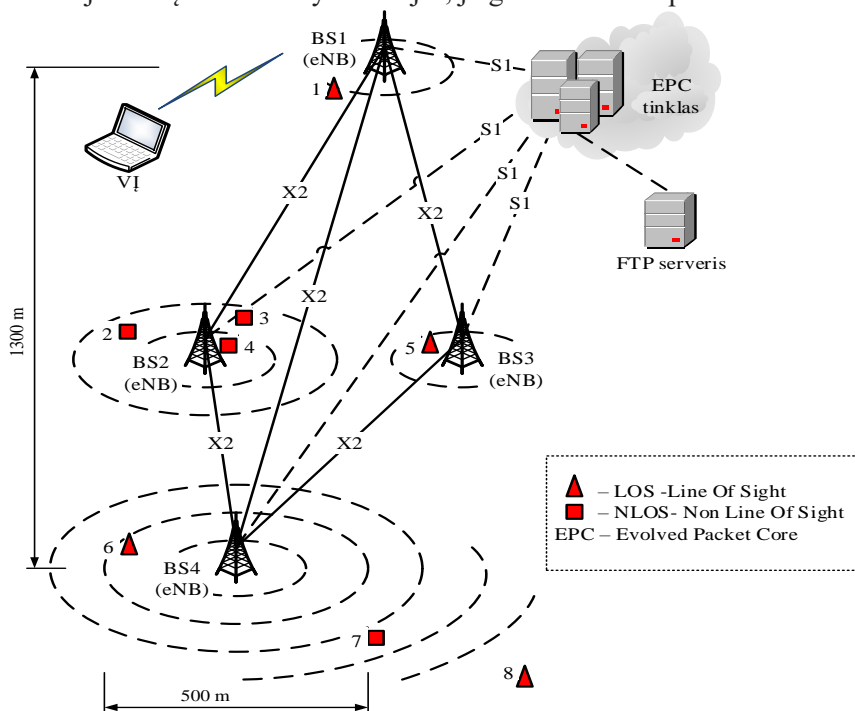 BS1
(eNB)
1
S1
EPC
tinklas
VĮ
S1
S1
S1
X2
X2
X2
FTP serveris
1300 m
2
3
4
BS2
(eNB)
5
BS3
(eNB)
X2
X2
– LOS -Line Of Sight
– NLOS- Non Line Of Sight
EPC – Evolved Packet Core
6
BS4
(eNB)
7
8
500 m